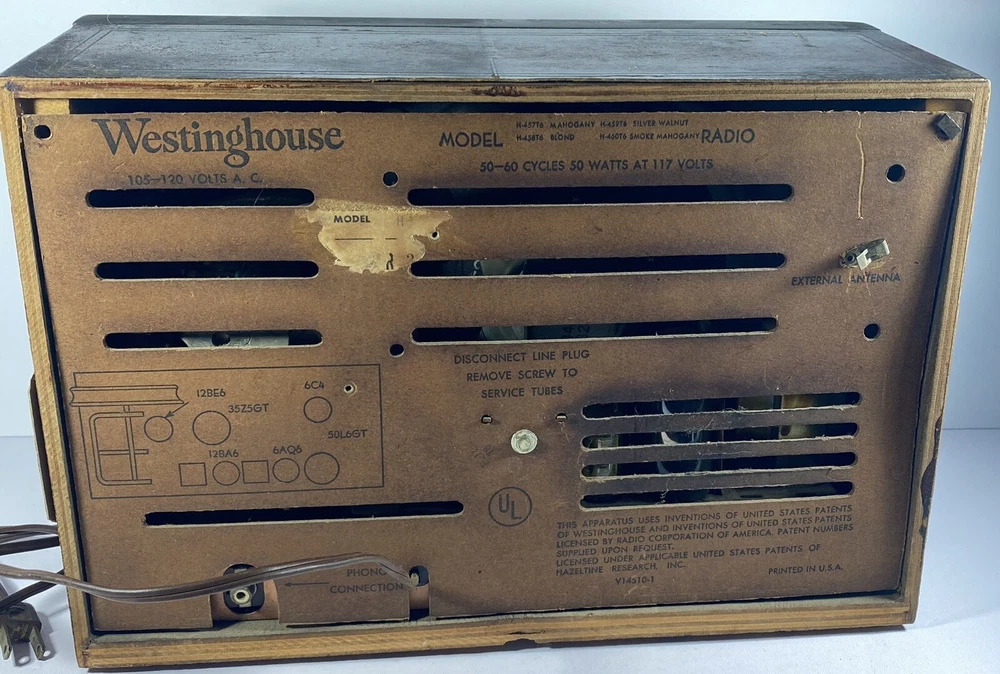 Westinghouse
105–120 VOLTS A. C.
MODEL H-457T6 MAHOGANY H-459T6 SILVER WALNUT
H-458T6 BLOND H-460T6 SMOKE MAHOGANY RADIO
50–60 CYCLES 50 WATTS AT 117 VOLTS
MODEL
EXTERNAL ANTENNA
DISCONNECT LINE PLUG
REMOVE SCREW TO
SERVICE TUBES
12BE6
6C4
35Z5GT
50L6GT
12BA6
6AQ6
UL
THIS APPARATUS USES INVENTIONS OF UNITED STATES PATENTS
OF WESTINGHOUSE AND INVENTIONS OF UNITED STATES PATENTS
LICENSED BY RADIO CORPORATION OF AMERICA. PATENT NUMBERS
SUPPLIED UPON REQUEST.
LICENSED UNDER APPLICABLE UNITED STATES PATENTS OF
HAZELTINE RESEARCH, INC.
V14510-1
PRINTED IN U.S.A.
PHONO
CONNECTION